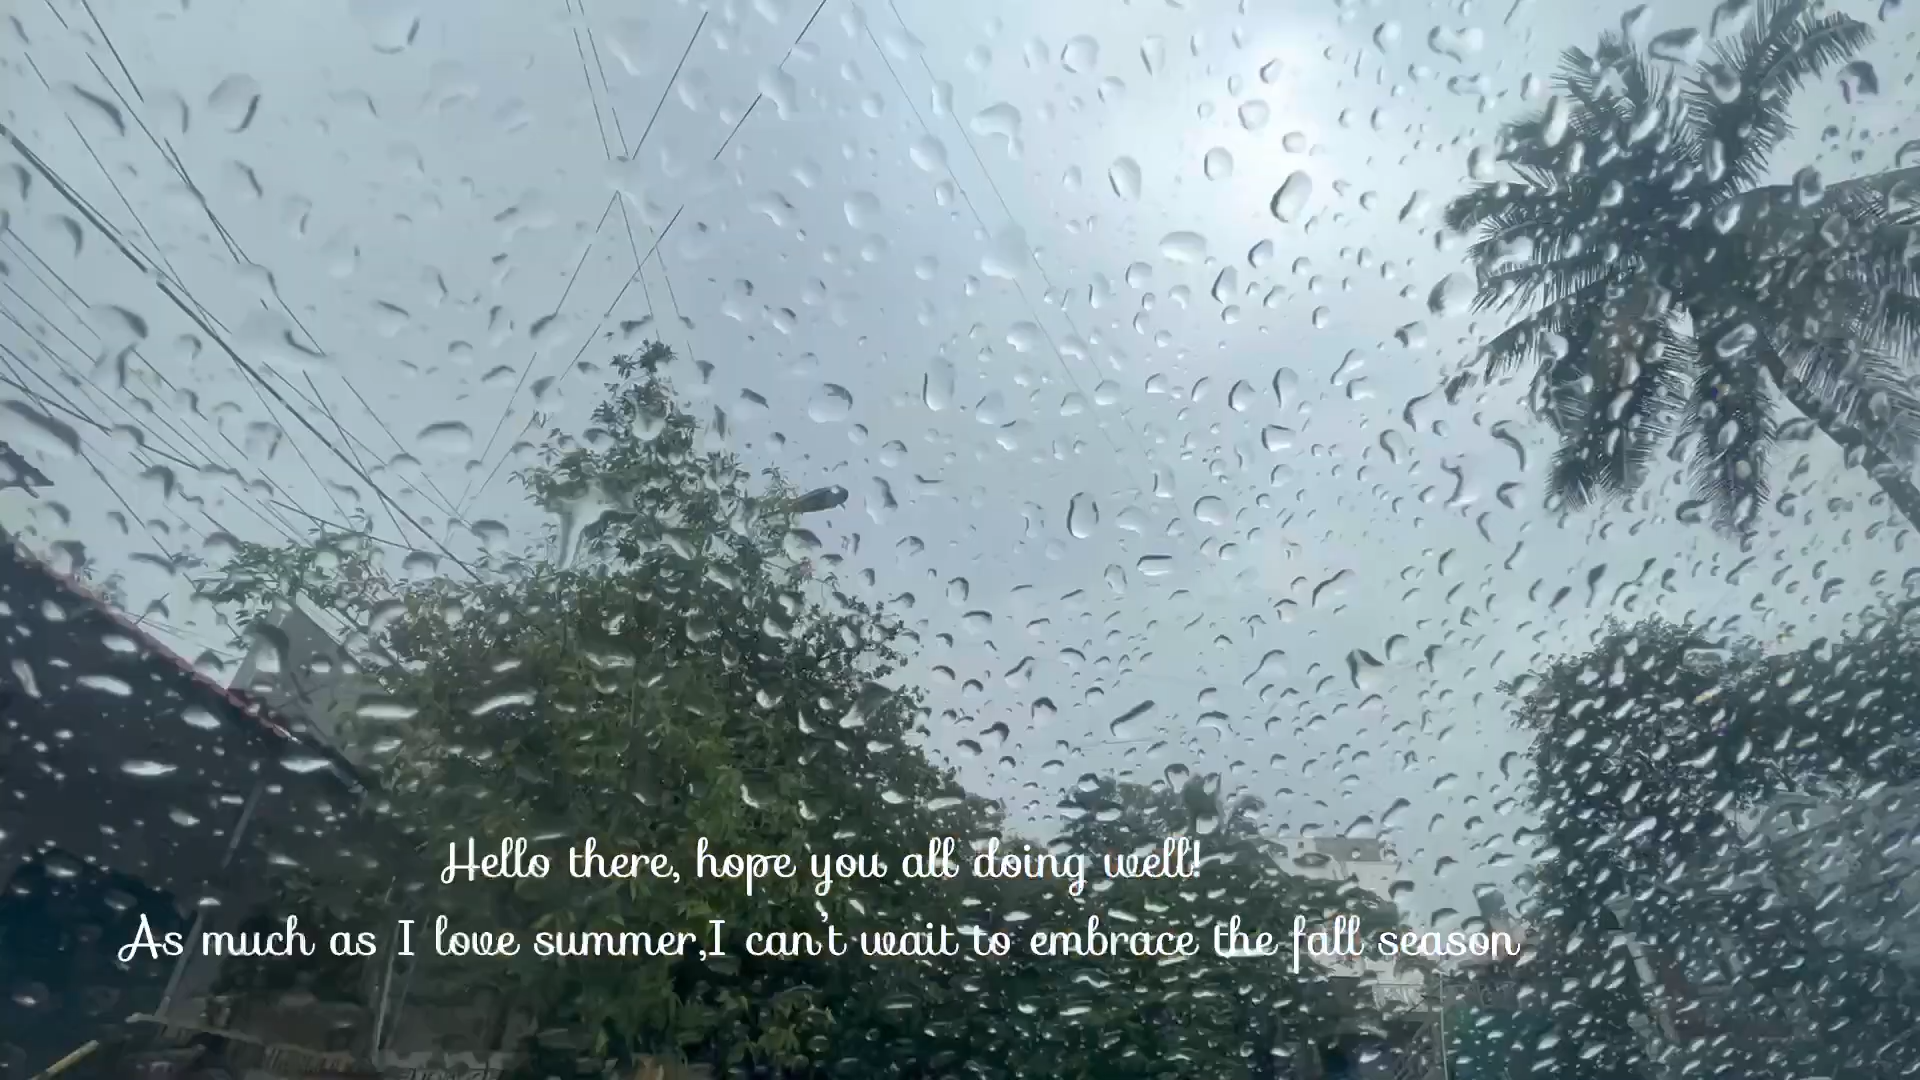 Hello there, hope you all doing well!
As much as I love summer,I can't wait to embrace the fall season